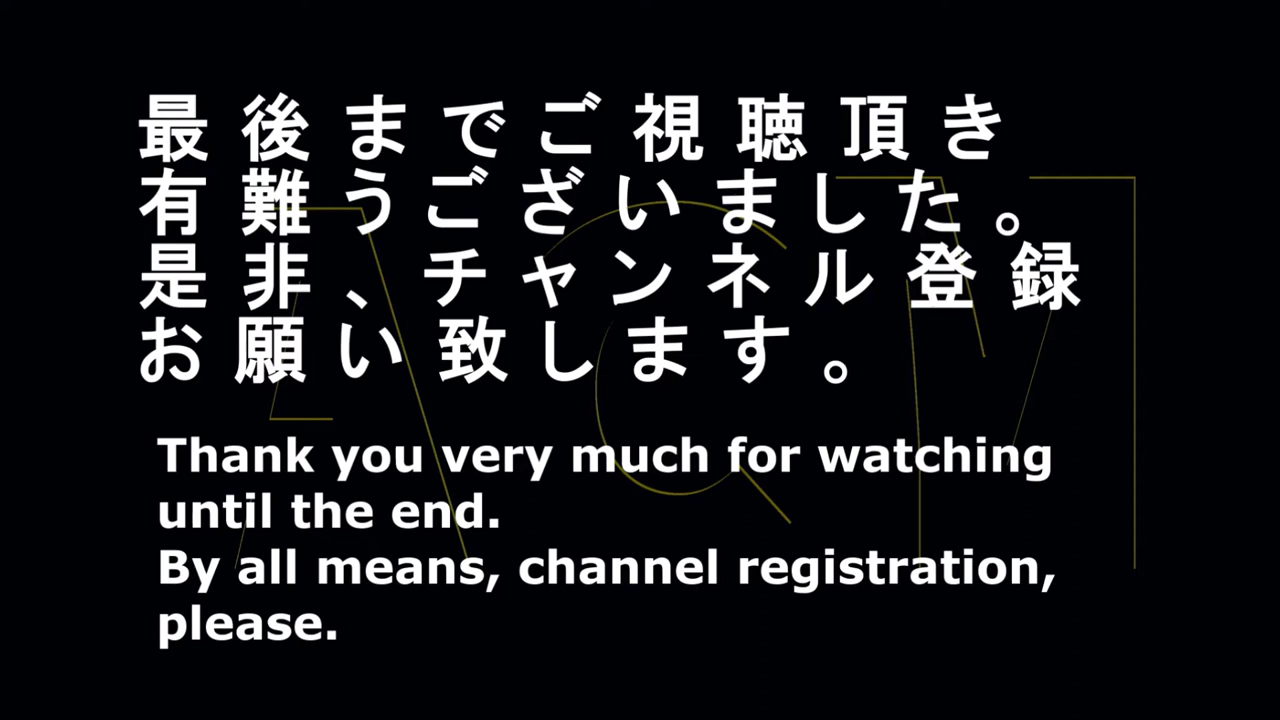 最後までご視聴頂き
有難うございました。
是非、チャンネル登録
お願い致します。
Thank you very much for watching
until the end.
By all means, channel registration,
please.